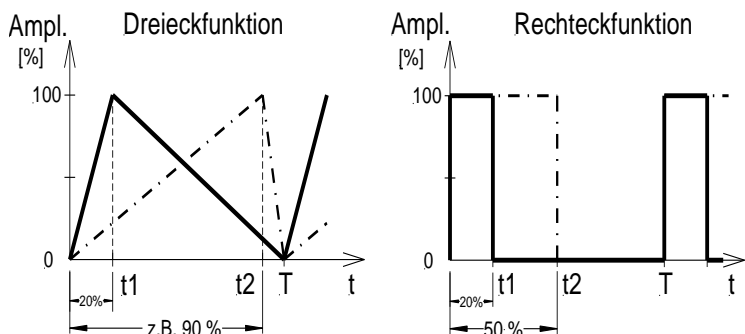 Ampl. Dreieckfunktion
[%]
100
0
t1 t2 T t
20%
z.B. 90 %
Ampl. Rechteckfunktion
[%]
100
0
t1 t2 T t
20%
50 %